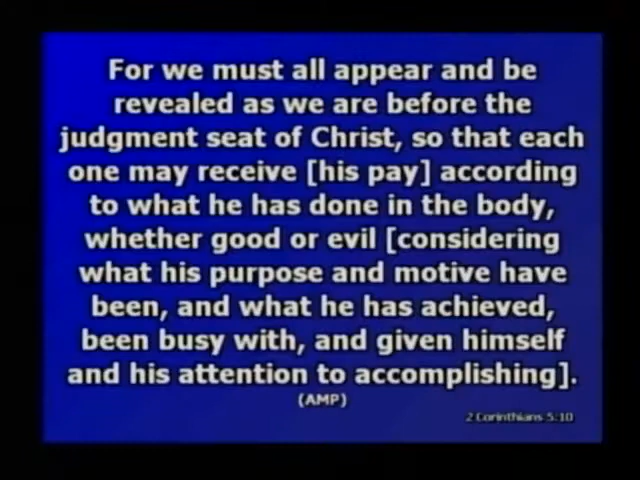 For we must all appear and be
revealed as we are before the
judgment seat of Christ, so that each
one may receive [his pay] according
to what he has done in the body,
whether good or evil [considering
what his purpose and motive have
been, and what he has achieved,
been busy with, and given himself
and his attention to accomplishing].
(AMP)
2 Corinthians 5:10